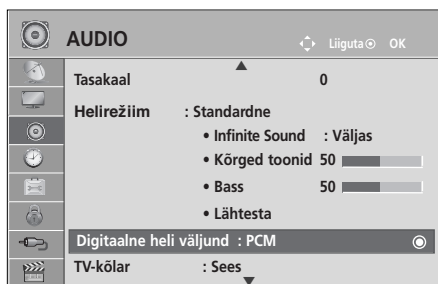 AUDIO
Liiguta OK
Tasakaal 0
Helirežiim : Standardne
• Infinite Sound : Väljas
• Kõrged toonid 50
• Bass 50
• Lähtesta
Digitaalne heli väljund : PCM
TV-kõlar : Sees